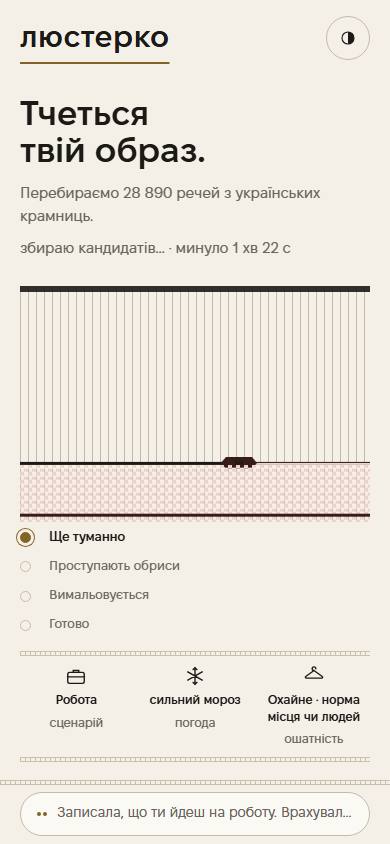 люстерко
Тчеться
твій образ.
Перебираємо 28 890 речей з українських
крамниць.
збираю кандидатів... · минуло 1 хв 22 с
Ще туманно
Проступають обриси
Вимальовується
Готово
Робота
сценарій
сильний мороз
погода
Охайне · норма
місця чи людей
ошатність
Записала, що ти йдеш на роботу. Врахувал...